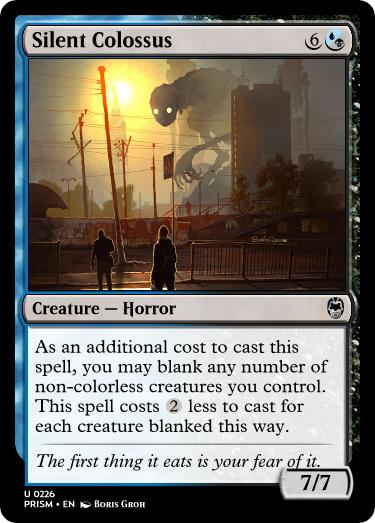 Silent Colossus 6
Boris Groh
Creature — Horror
As an additional cost to cast this
spell, you may blank any number of
non-colorless creatures you control.
This spell costs 2 less to cast for
each creature blanked this way.
The first thing it eats is your fear of it.
7/7
U 0226
PRISM • EN Boris Groh